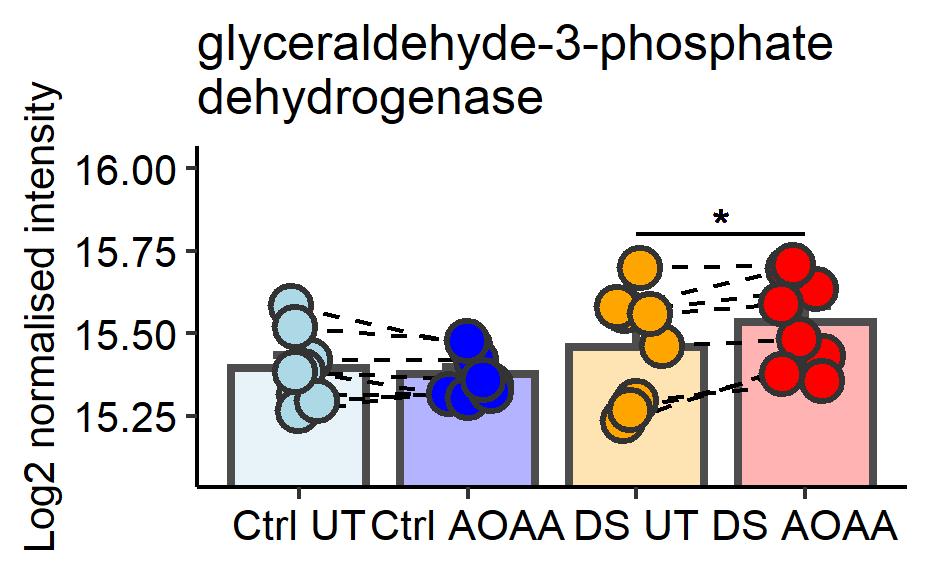 glyceraldehyde-3-phosphate
dehydrogenase
Log2 normalised intensity
16.00
15.75
15.50
15.25
*
Ctrl UT Ctrl AOAA DS UT DS AOAA